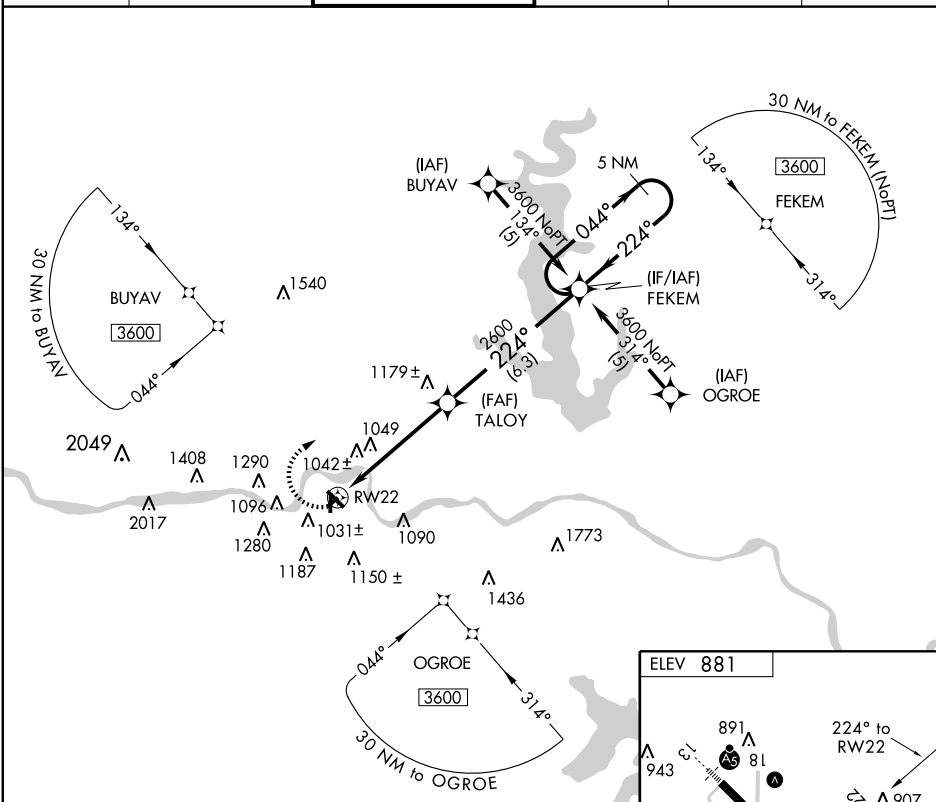 30 NM to FEKEM (NoPT)
134°
3600
FEKEM
314°
(IAF)
BUYAV
3600 NoPT
134°
(5)
5 NM
044°
224°
(IF/IAF)
FEKEM
3600 NoPT
314°
(5)
(IAF)
OGROE
134°
30 NM to BUYAV
BUYAV
3600
044°
1540
2600
224°
(6.3)
1179 ±
(FAF)
TALOY
2049
1408
1290
1042 ±
1049
1096
RW22
2017
1280
1031±
1090
1187
1150 ±
1773
1436
044°
OGROE
3600
314°
30 NM to OGROE
ELEV 881
891
224° to
RW22
943
13
A5
18
V
22
907